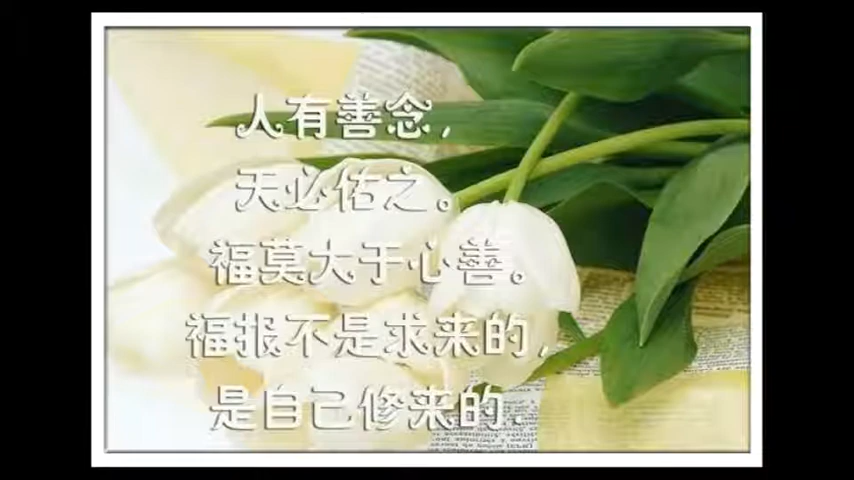 人有善念，
天必佑之。
福莫大于心善。
福报不是求来的，
是自己修来的.